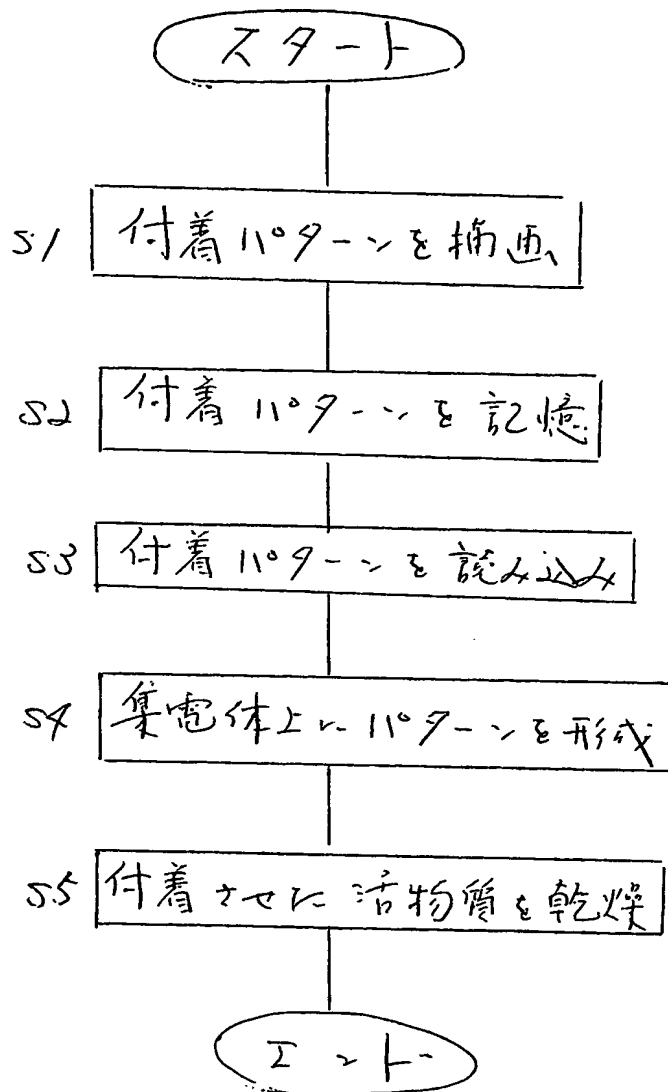 スタート
S1 付着パターンを描画
S2 付着パターンを記憶
S3 付着パターンを読み込み
S4 集電体上にパターンを形成
S5 付着させた活物質を乾燥
エンド